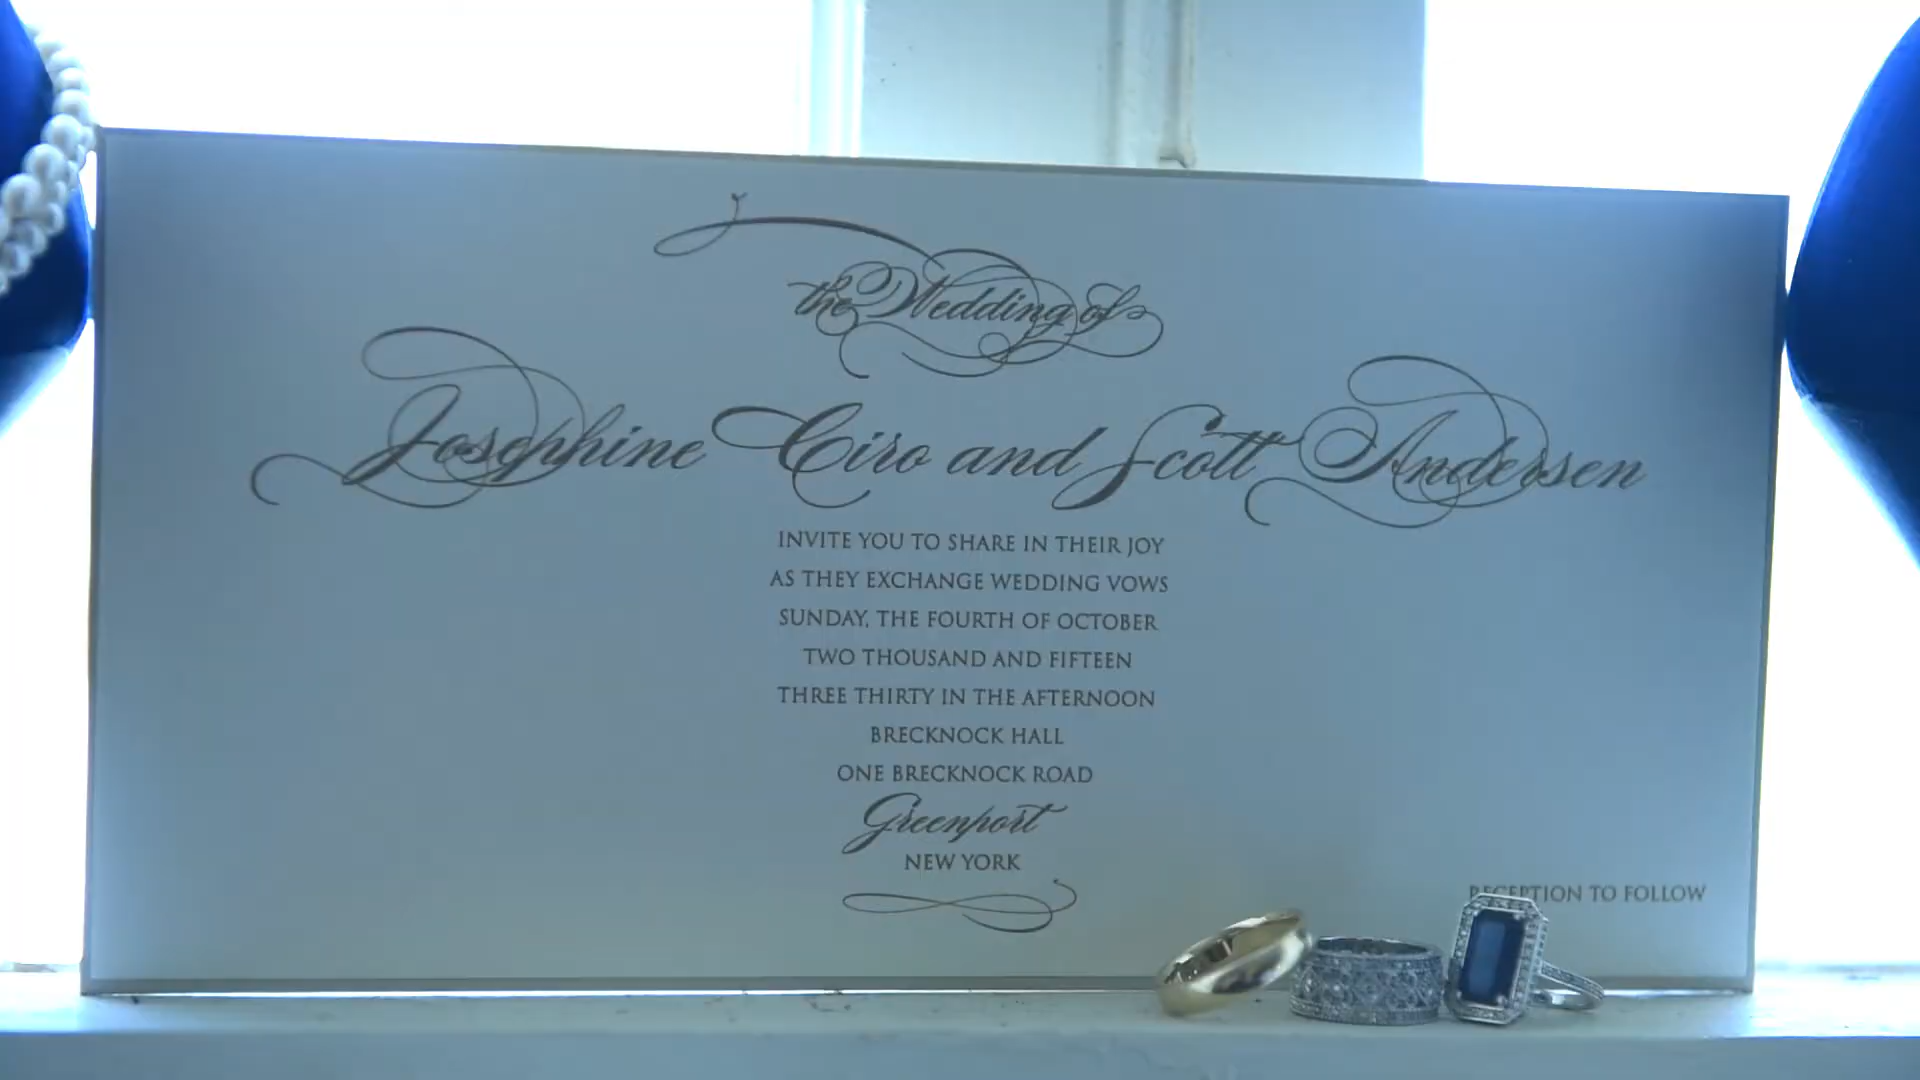 the Wedding of
Josephine Ciro and Scott Andersen
INVITE YOU TO SHARE IN THEIR JOY
AS THEY EXCHANGE WEDDING VOWS
SUNDAY, THE FOURTH OF OCTOBER
TWO THOUSAND AND FIFTEEN
THREE THIRTY IN THE AFTERNOON
BRECKNOCK HALL
ONE BRECKNOCK ROAD
Greenport
NEW YORK
RECEPTION TO FOLLOW